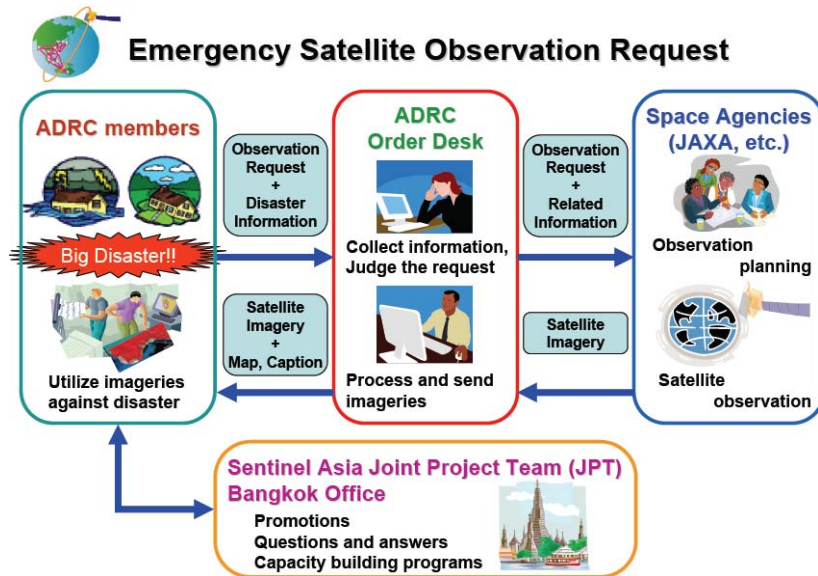 Emergency Satellite Observation Request
ADRC members
Big Disaster!!
Utilize imageries
against disaster
Observation
Request
+
Disaster
Information
Satellite
Imagery
+
Map, Caption
ADRC
Order Desk
Collect information,
Judge the request
Process and send
imageries
Observation
Request
+
Related
Information
Satellite
Imagery
Space Agencies
(JAXA, etc.)
Observation
planning
Satellite
observation
Sentinel Asia Joint Project Team (JPT)
Bangkok Office
Promotions
Questions and answers
Capacity building programs